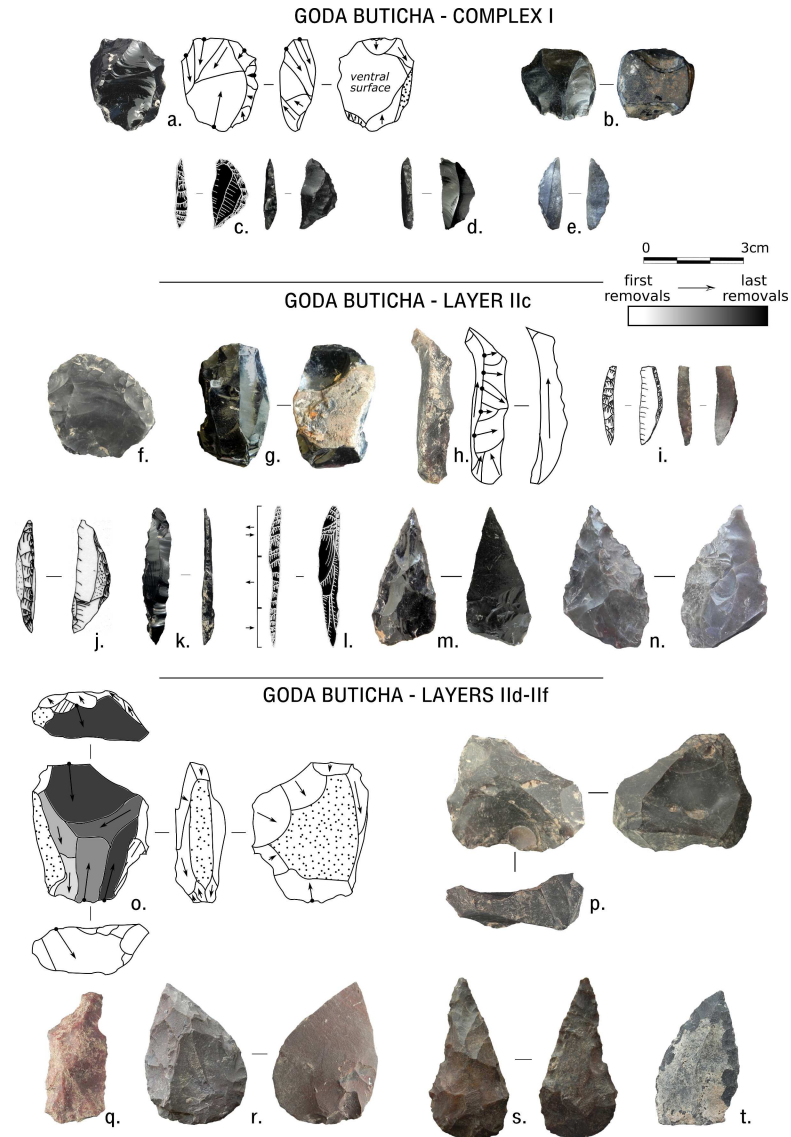 GODA BUTICHA - COMPLEX I
ventral
surface
a.
b.
c.
d.
e.
0 3cm
first
removals
last
removals
GODA BUTICHA - LAYER IIc
f.
g.
h.
i.
j.
k.
l.
m.
n.
GODA BUTICHA - LAYERS IId-IIf
o.
p.
q.
r.
s.
t.